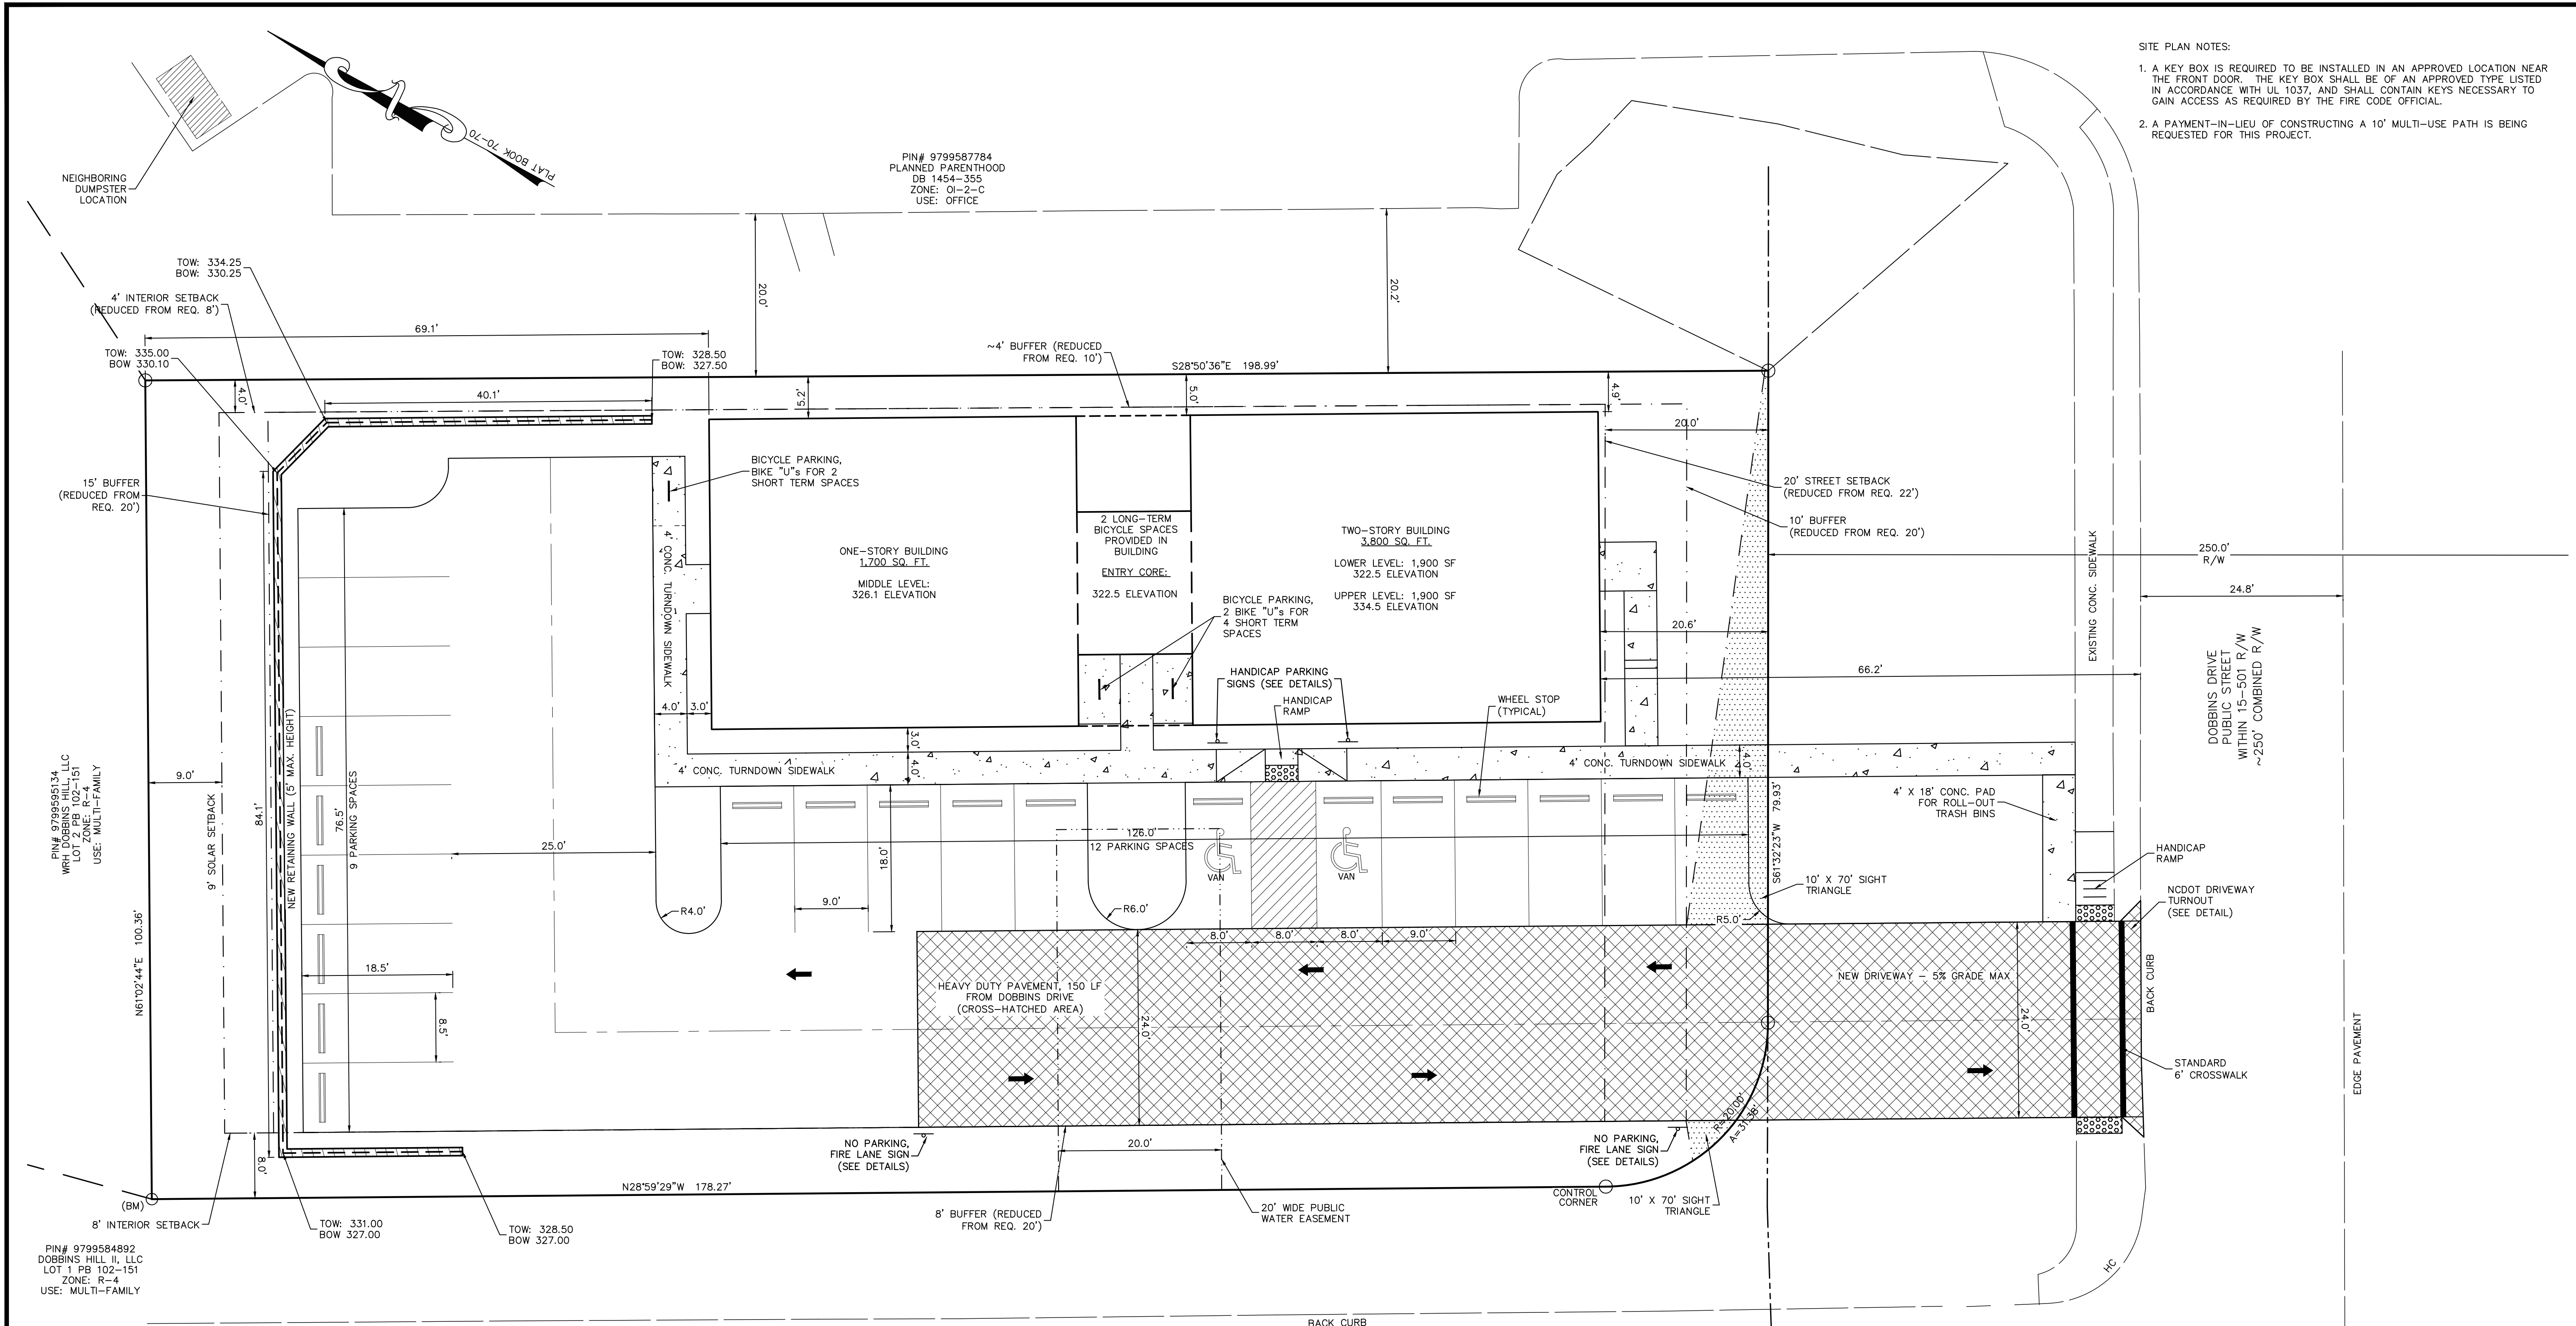 SITE PLAN NOTES:
1. A KEY BOX IS REQUIRED TO BE INSTALLED IN AN APPROVED LOCATION NEAR
THE FRONT DOOR. THE KEY BOX SHALL BE OF AN APPROVED TYPE LISTED
IN ACCORDANCE WITH UL 1037, AND SHALL CONTAIN KEYS NECESSARY TO
GAIN ACCESS AS REQUIRED BY THE FIRE CODE OFFICIAL.
2. A PAYMENT-IN-LIEU OF CONSTRUCTING A 10' MULTI-USE PATH IS BEING
REQUESTED FOR THIS PROJECT.
PLAT BOOK 70-70
NEIGHBORING
DUMPSTER
LOCATION
PIN# 9799587784
PLANNED PARENTHOOD
DB 1454-355
ZONE: OI-2-C
USE: OFFICE
TOW: 334.25
BOW: 330.25
4' INTERIOR SETBACK
(REDUCED FROM REQ. 8')
20.0'
20.2'
69.1'
TOW: 335.00
BOW 330.10
TOW: 328.50
BOW: 327.50
~4' BUFFER (REDUCED
FROM REQ. 10')
S28°50'36"E 198.99'
4.0'
40.1'
5.2'
5.0'
4.9'
20.0'
15' BUFFER
(REDUCED FROM
REQ. 20')
BICYCLE PARKING,
BIKE "U"s FOR 2
SHORT TERM SPACES
20' STREET SETBACK
(REDUCED FROM REQ. 22')
10' BUFFER
(REDUCED FROM REQ. 20')
4' CONC. TURNDOWN SIDEWALK
ONE-STORY BUILDING
1,700 SQ. FT.
MIDDLE LEVEL:
326.1 ELEVATION
2 LONG-TERM
BICYCLE SPACES
PROVIDED IN
BUILDING
ENTRY CORE:
322.5 ELEVATION
TWO-STORY BUILDING
3,800 SQ. FT.
LOWER LEVEL: 1,900 SF
322.5 ELEVATION
UPPER LEVEL: 1,900 SF
334.5 ELEVATION
BICYCLE PARKING,
2 BIKE "U"s FOR
4 SHORT TERM
SPACES
250.0'
R/W
24.8'
EXISTING CONC. SIDEWALK
20.6'
66.2'
DOBBINS DRIVE
PUBLIC STREET
WITHIN 15-501 R/W
~250' COMBINED R/W
HANDICAP PARKING
SIGNS (SEE DETAILS)
HANDICAP
RAMP
WHEEL STOP
(TYPICAL)
4.0'
3.0'
3.0'
4.0'
4' CONC. TURNDOWN SIDEWALK
4' CONC. TURNDOWN SIDEWALK
4.0'
PIN# 9799595134
WRH DOBBINS HILL, LLC
LOT 2 PB 102-151
ZONE: R-4
USE: MULTI-FAMILY
9.0'
9' SOLAR SETBACK
84.1'
NEW RETAINING WALL (5' MAX. HEIGHT)
76.5'
9 PARKING SPACES
25.0'
126.0'
12 PARKING SPACES
18.0'
VAN
VAN
S61°32'23"W 79.93'
4' X 18' CONC. PAD
FOR ROLL-OUT
TRASH BINS
HANDICAP
RAMP
10' X 70' SIGHT
TRIANGLE
NCDOT DRIVEWAY
TURNOUT
(SEE DETAIL)
R4.0'
9.0'
R6.0'
R5.0'
8.0'
8.0'
8.0'
9.0'
N61°02'44"E 100.36'
18.5'
8.5'
HEAVY DUTY PAVEMENT, 150 LF
FROM DOBBINS DRIVE
(CROSS-HATCHED AREA)
24.0'
NEW DRIVEWAY - 5% GRADE MAX
24.0'
BACK CURB
EDGE PAVEMENT
STANDARD
6' CROSSWALK
R=20.00'
A=31.38'
NO PARKING,
FIRE LANE SIGN
(SEE DETAILS)
20.0'
NO PARKING,
FIRE LANE SIGN
(SEE DETAILS)
8.0'
N28°59'29"W 178.27'
CONTROL
CORNER
10' X 70' SIGHT
TRIANGLE
(BM)
8' INTERIOR SETBACK
TOW: 331.00
BOW 327.00
TOW: 328.50
BOW 327.00
8' BUFFER (REDUCED
FROM REQ. 20')
20' WIDE PUBLIC
WATER EASEMENT
PIN# 9799584892
DOBBINS HILL II, LLC
LOT 1 PB 102-151
ZONE: R-4
USE: MULTI-FAMILY
HC
BACK CURB